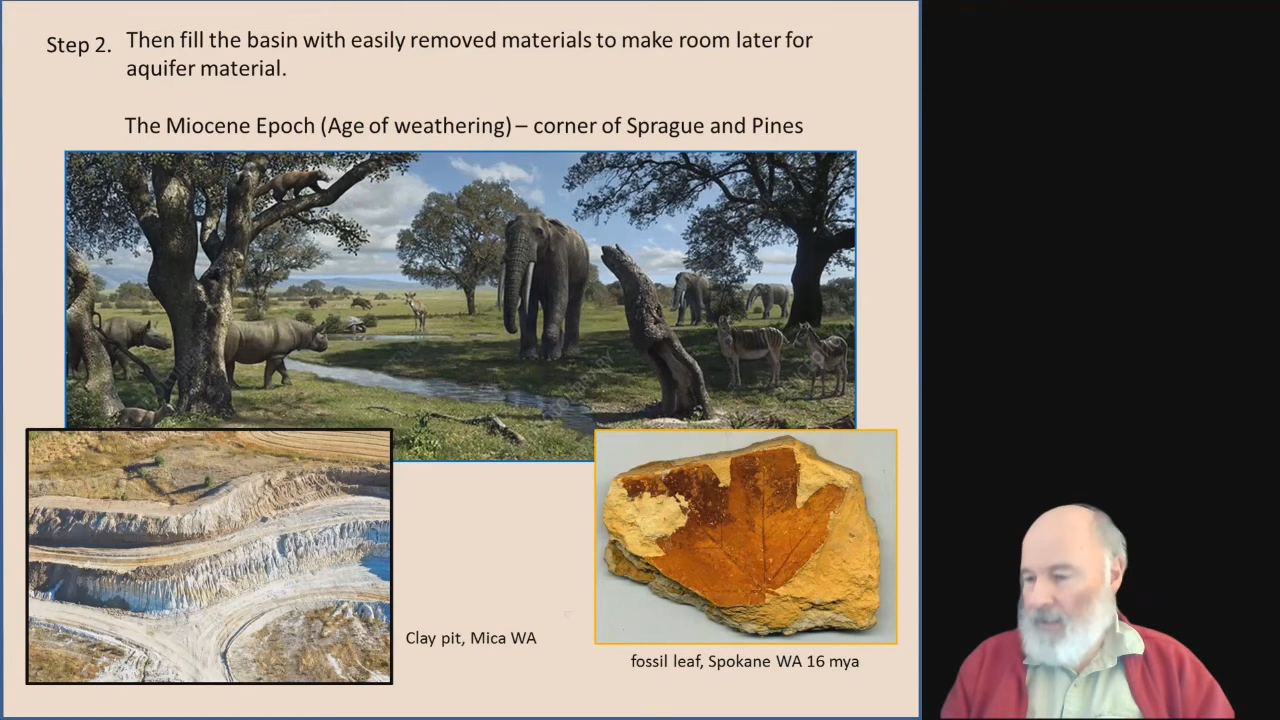 Step 2. Then fill the basin with easily removed materials to make room later for
aquifer material.
The Miocene Epoch (Age of weathering) – corner of Sprague and Pines
Clay pit, Mica WA
fossil leaf, Spokane WA 16 mya